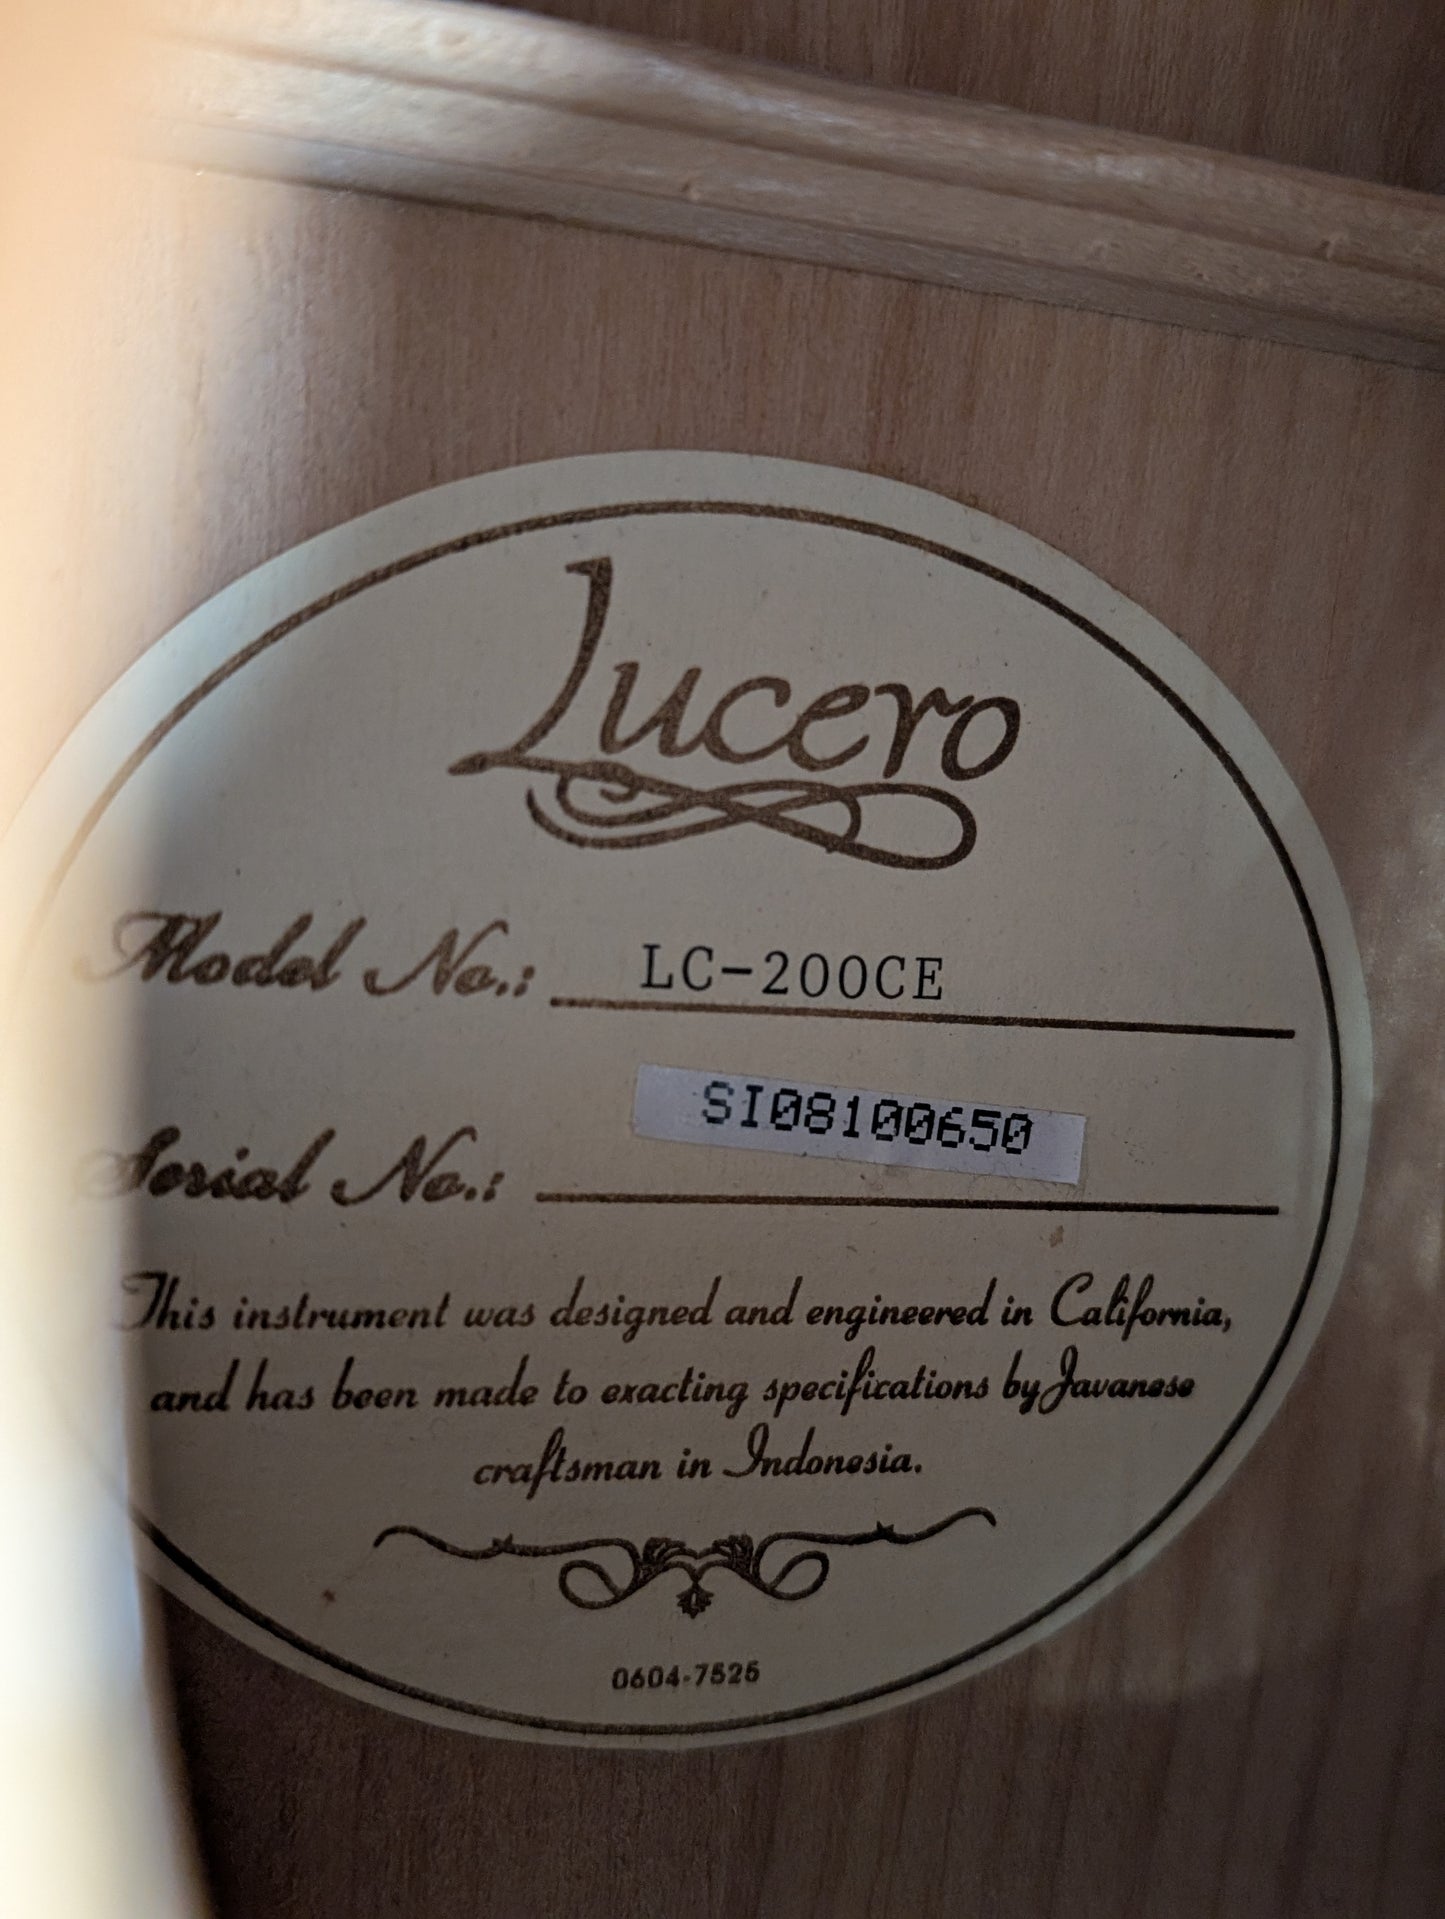 Lucero
Model No.: LC-200CE
Serial No.: SI08100650
This instrument was designed and engineered in California,
and has been made to exacting specifications by Javanese
craftsman in Indonesia.
0604-7525